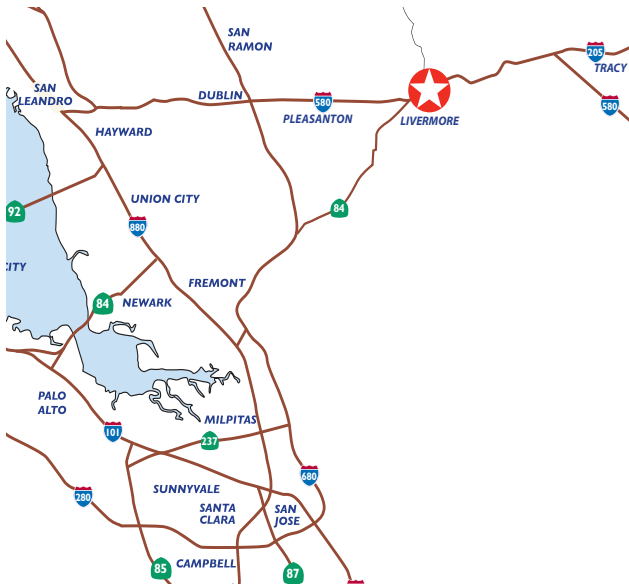 SAN
RAMON
205
TRACY
SAN
LEANDRO
DUBLIN
580
PLEASANTON
LIVERMORE
580
HAYWARD
92
UNION CITY
84
880
CITY
FREMONT
84
NEWARK
PALO
ALTO
MILPITAS
101
237
680
280
SUNNYVALE
SANTA
CLARA
SAN
JOSE
85
CAMPBELL
87